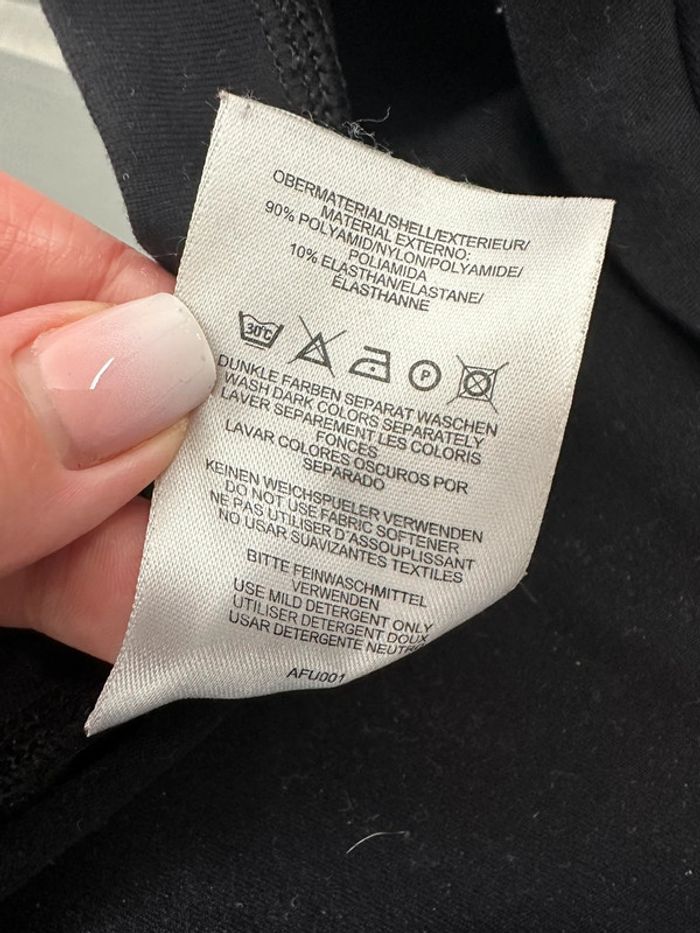 OBERMATERIAL/SHELL/EXTERIEUR/
MATERIAL EXTERNO:
90% POLYAMID/NYLON/POLYAMIDE/
POLIAMIDA
10% ELASTHAN/ELASTANE/
ÉLASTHANNE
30°C
P
DUNKLE FARBEN SEPARAT WASCHEN
WASH DARK COLORS SEPARATELY
LAVER SEPAREMENT LES COLORIS
FONCES
LAVAR COLORES OSCUROS POR
SEPARADO
KEINEN WEICHSPUELER VERWENDEN
DO NOT USE FABRIC SOFTENER
NE PAS UTILISER D'ASSOUPLISSANT
NO USAR SUAVIZANTES TEXTILES
BITTE FEINWASCHMITTEL
VERWENDEN
USE MILD DETERGENT ONLY
UTILISER DETERGENT DOUX
USAR DETERGENTE
AFU001